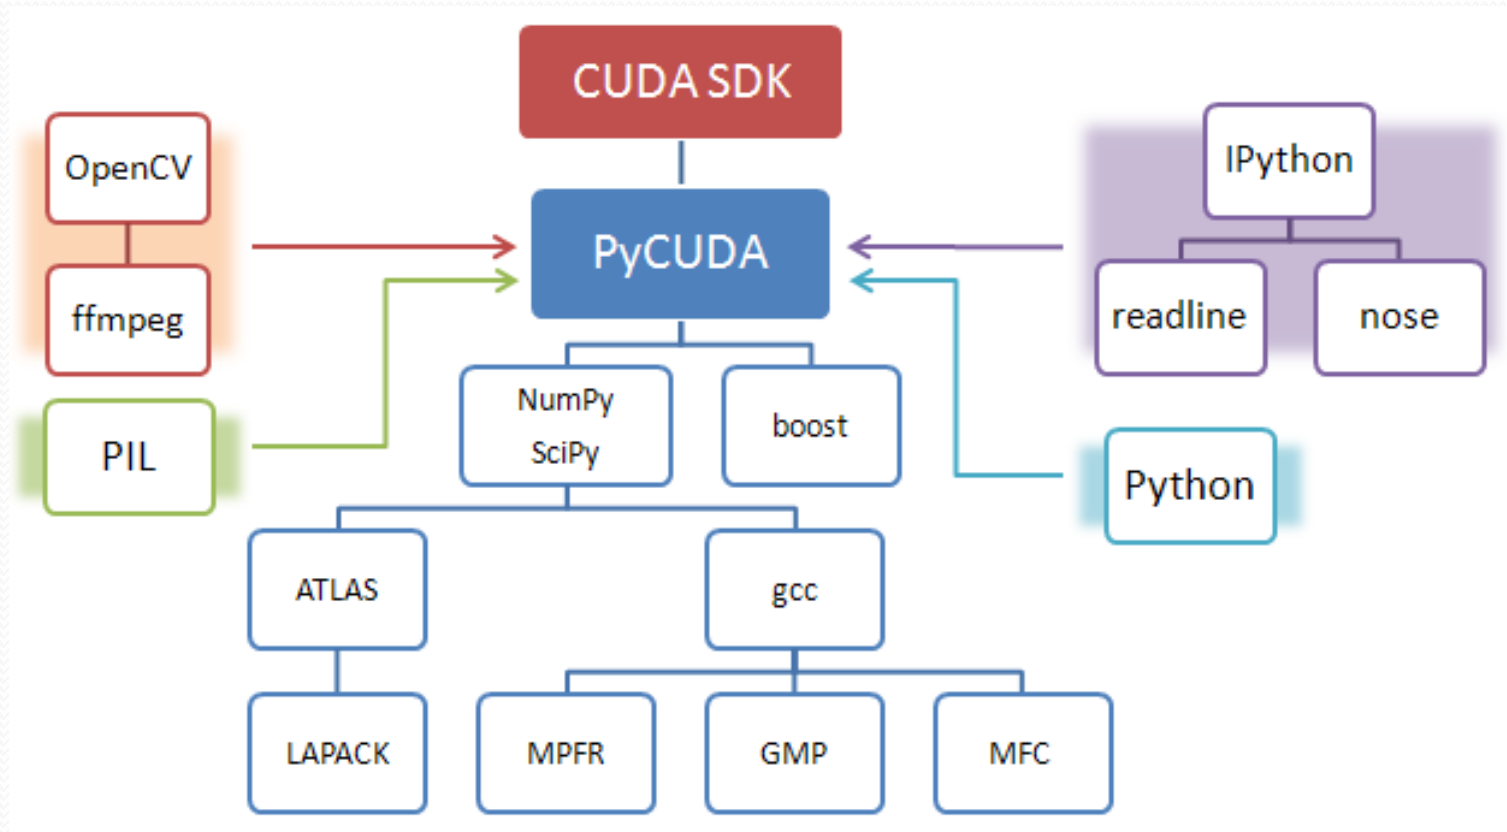 CUDA SDK
OpenCV
IPython
PyCUDA
ffmpeg
readline
nose
NumPy
SciPy
boost
PIL
Python
ATLAS
gcc
LAPACK
MPFR
GMP
MFC